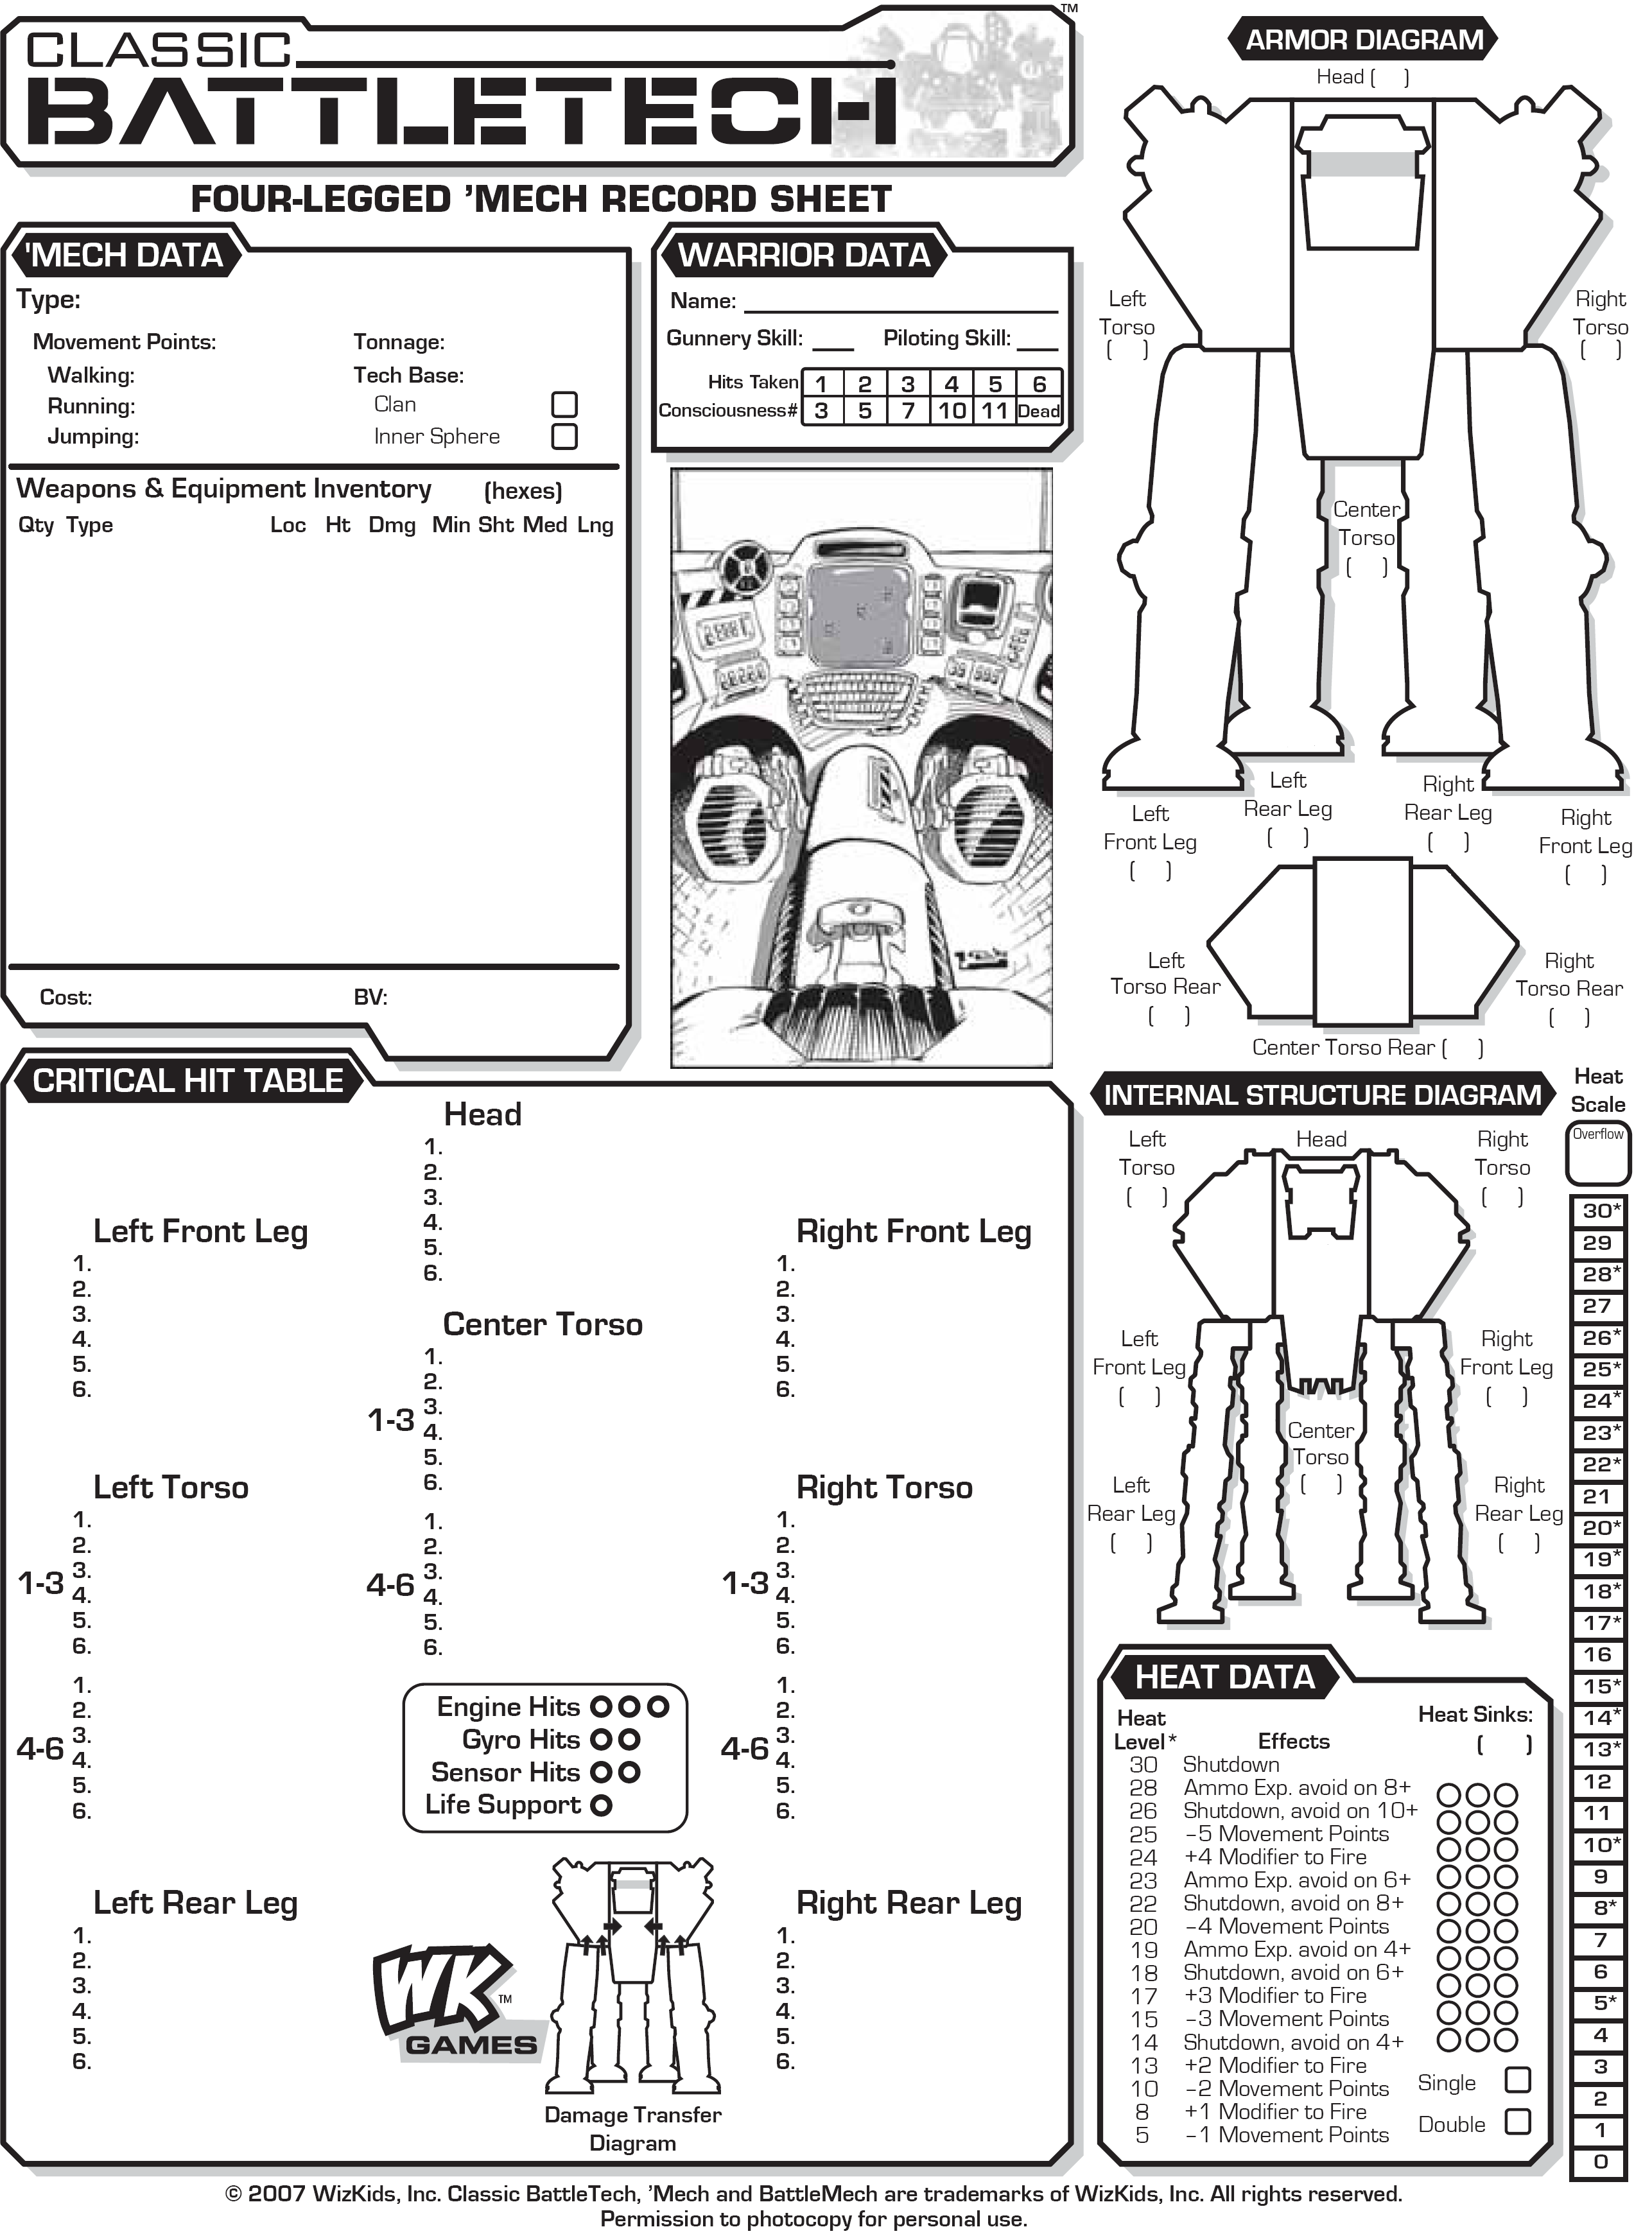 CLASSIC
BATTLETECH
TM
FOUR-LEGGED ’MECH RECORD SHEET
'MECH DATA
Type:
Movement Points:
Tonnage:
Walking:
Tech Base:
Running:
Clan
Jumping:
Inner Sphere
Weapons & Equipment Inventory (hexes)
Qty Type Loc Ht Dmg Min Sht Med Lng
Cost:
BV:
WARRIOR DATA
Name:
Gunnery Skill: Piloting Skill:
Hits Taken 1 2 3 4 5 6
Consciousness# 3 5 7 10 11 Dead
ARMOR DIAGRAM
Head ( )
Left
Torso
( )
Right
Torso
( )
Center
Torso
( )
Left
Front Leg
( )
Left
Rear Leg
( )
Right
Rear Leg
( )
Right
Front Leg
( )
Left
Torso Rear
( )
Right
Torso Rear
( )
Center Torso Rear ( )
CRITICAL HIT TABLE
Head
1.
2.
3.
4.
5.
6.
Left Front Leg
1.
2.
3.
4.
5.
6.
Right Front Leg
1.
2.
3.
4.
5.
6.
Center Torso
1-3
1.
2.
3.
4.
5.
6.
4-6
1.
2.
3.
4.
5.
6.
Left Torso
1-3
1.
2.
3.
4.
5.
6.
4-6
1.
2.
3.
4.
5.
6.
Right Torso
1-3
1.
2.
3.
4.
5.
6.
4-6
1.
2.
3.
4.
5.
6.
Engine Hits
Gyro Hits
Sensor Hits
Life Support
Left Rear Leg
1.
2.
3.
4.
5.
6.
Right Rear Leg
1.
2.
3.
4.
5.
6.
WK
TM
GAMES
Damage Transfer
Diagram
INTERNAL STRUCTURE DIAGRAM
Left
Torso
( )
Head
Right
Torso
( )
Left
Front Leg
( )
Right
Front Leg
( )
Center
Torso
( )
Left
Rear Leg
( )
Right
Rear Leg
( )
HEAT DATA
Heat
Level*
Effects
Heat Sinks:
( )
30 Shutdown
28 Ammo Exp. avoid on 8+
26 Shutdown, avoid on 10+
25 –5 Movement Points
24 +4 Modifier to Fire
23 Ammo Exp. avoid on 6+
22 Shutdown, avoid on 8+
20 –4 Movement Points
19 Ammo Exp. avoid on 4+
18 Shutdown, avoid on 6+
17 +3 Modifier to Fire
15 –3 Movement Points
14 Shutdown, avoid on 4+
13 +2 Modifier to Fire
10 –2 Movement Points
8 +1 Modifier to Fire
5 –1 Movement Points
Single
Double
Heat
Scale
Overflow
30*
29
28*
27
26*
25*
24*
23*
22*
21
20*
19*
18*
17*
16
15*
14*
13*
12
11
10*
9
8*
7
6
5*
4
3
2
1
0
© 2007 WizKids, Inc. Classic BattleTech, ’Mech and BattleMech are trademarks of WizKids, Inc. All rights reserved.
Permission to photocopy for personal use.